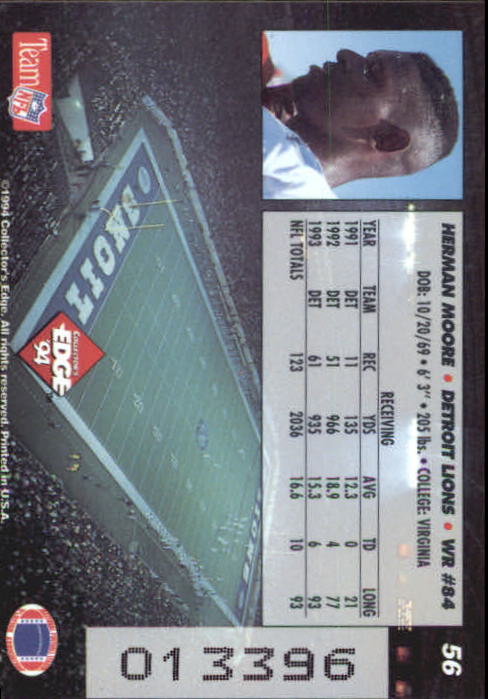 HERMAN MOORE • DETROIT LIONS • WR #84 56
DOB: 10/20/69 • 6' 3" • 205 lbs. • COLLEGE: VIRGINIA
RECEIVING
YEAR TEAM REC YDS AVG TD LONG
1991 DET 11 135 12.3 0 21
1992 DET 51 966 18.9 4 77
1993 DET 61 935 15.3 6 93
NFL TOTALS 123 2036 16.6 10 93
LIONS
COLLECTOR'S
EDGE
'94
TM
Team
NFL
©1994 Collector's Edge. All rights reserved. Printed in U.S.A.
013396